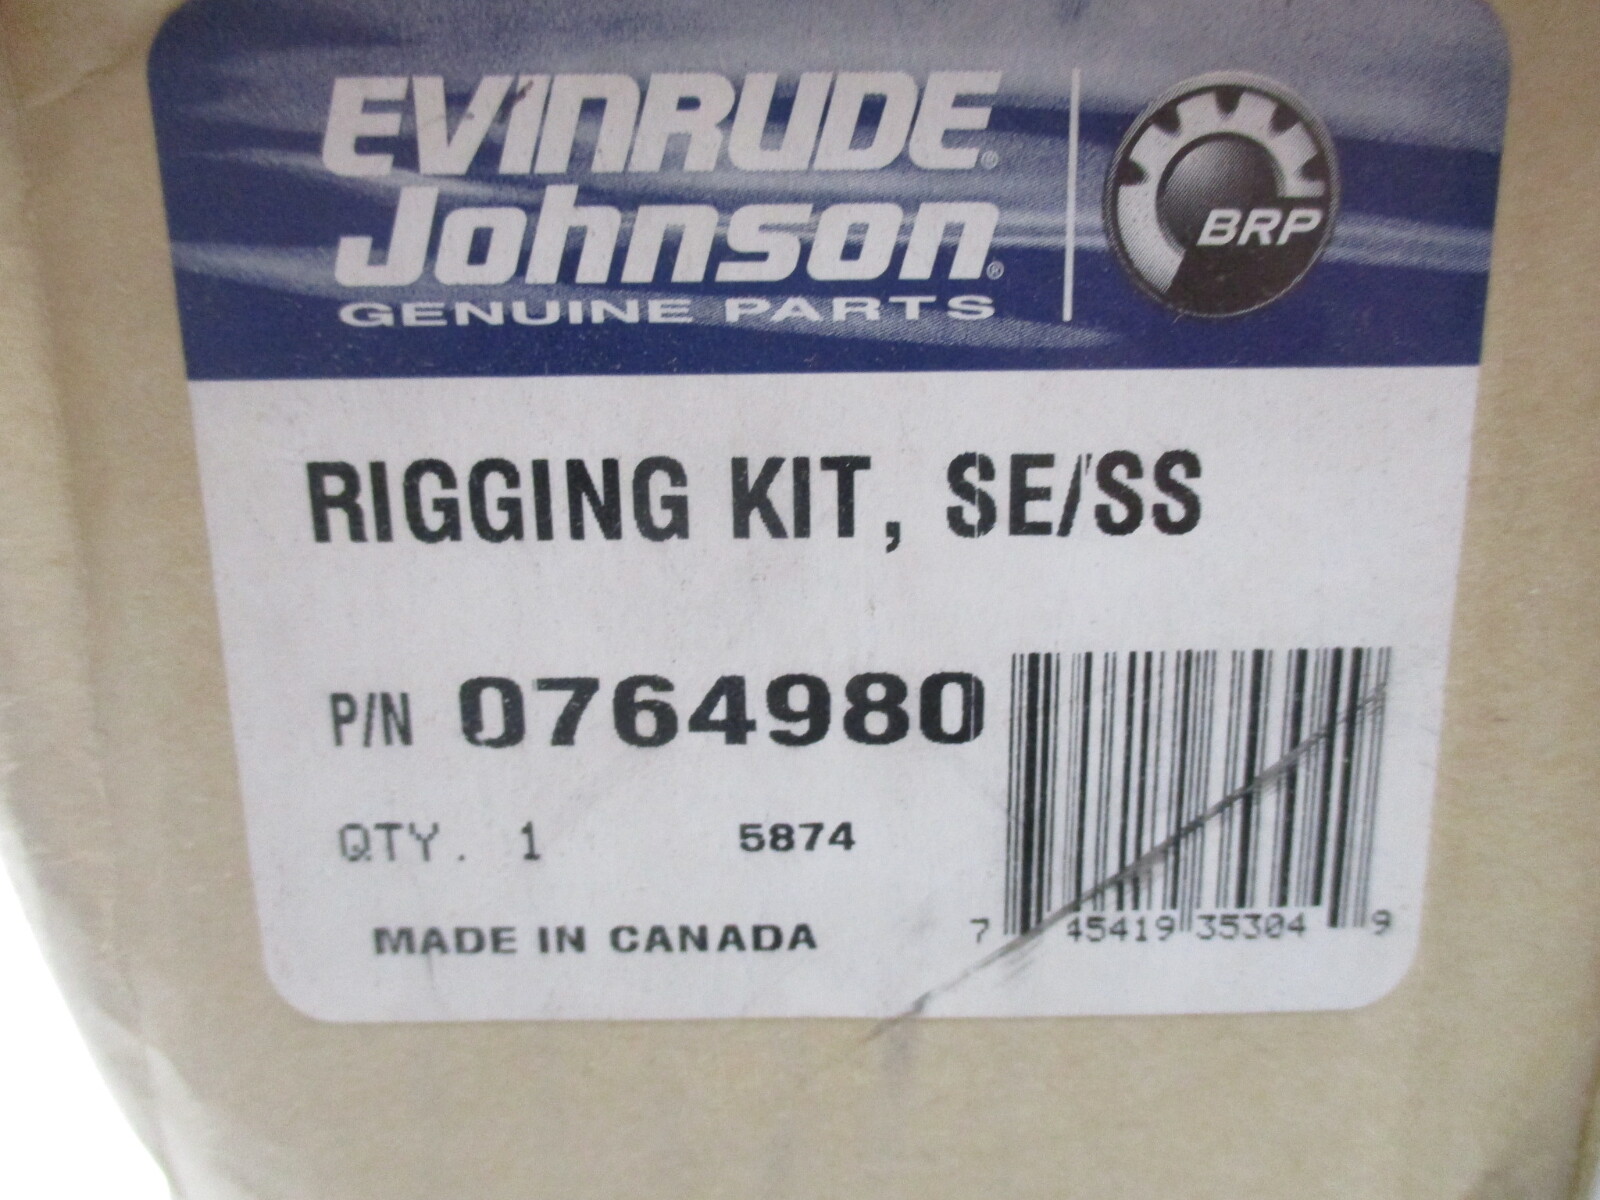 EVINRUDE®
Johnson®
GENUINE PARTS
BRP
RIGGING KIT, SE/SS
P/N 0764980
QTY. 1 5874
MADE IN CANADA
7 45419 35304 9